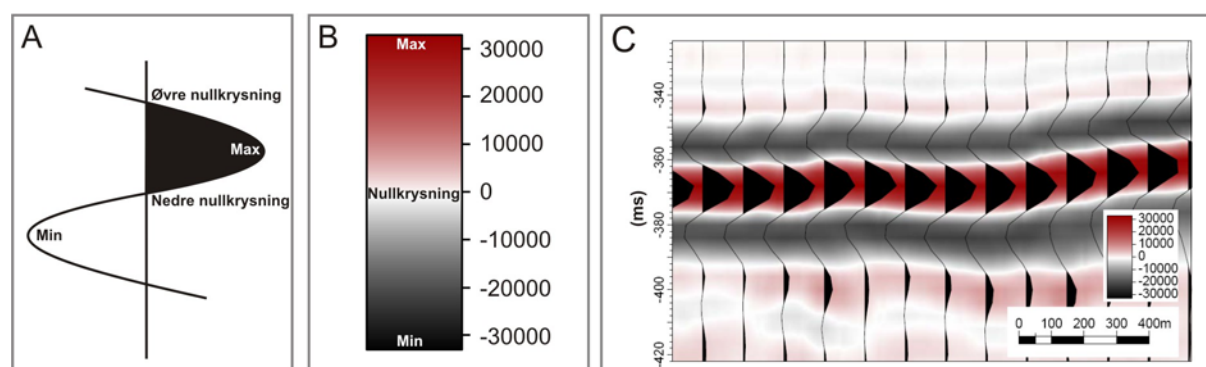 A
Øvre nullkrysning
Max
Nedre nullkrysning
Min
B
Max
30000
20000
10000
Nullkrysning
0
-10000
-20000
Min
-30000
C
-340
-360
(ms)
-380
-400
-420
30000
20000
10000
0
-10000
-20000
-30000
0 100 200 400m